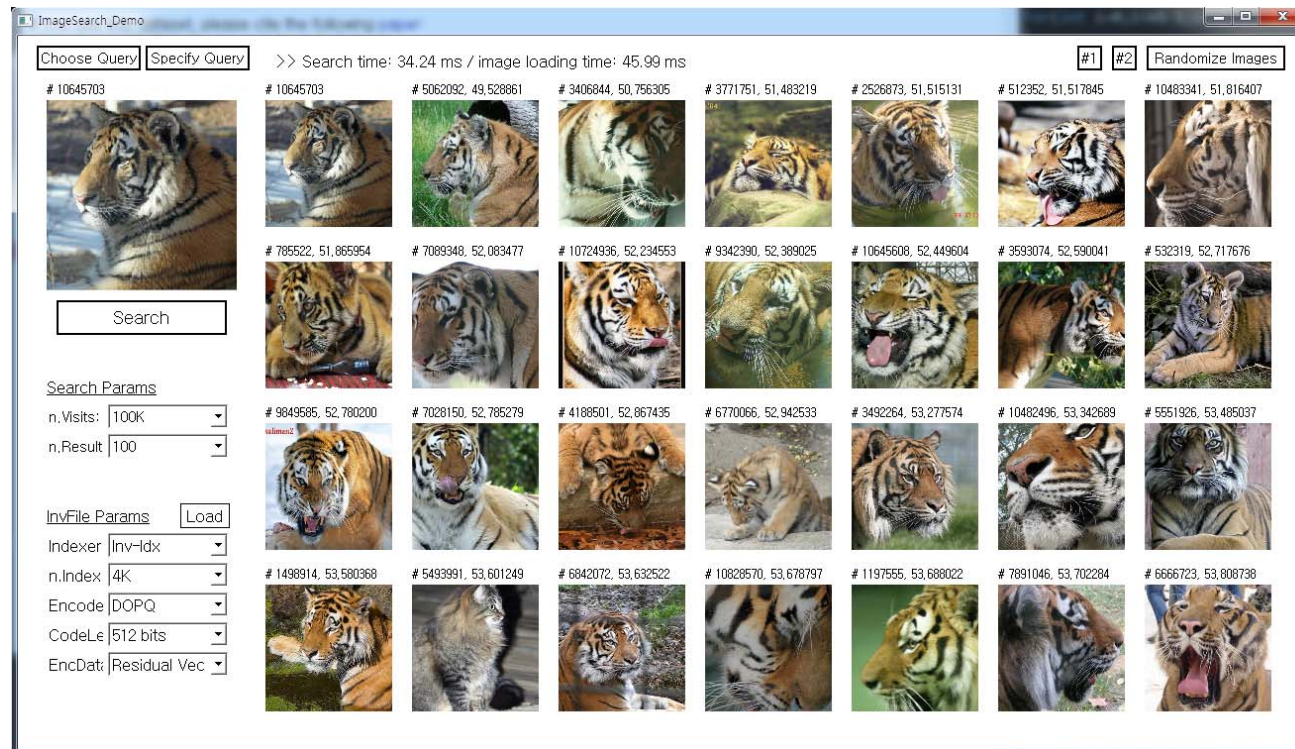 ImageSearch_Demo
Choose Query Specify Query >> Search time: 34.24 ms / image loading time: 45.99 ms #1 #2 Randomize Images
# 10645703 # 10645703 # 5062092, 49,528861 # 3406844, 50,756305 # 3771751, 51,483219 # 2526873, 51,515131 # 512352, 51,517845 # 10483341, 51,816407
# 785522, 51,865954 # 7089348, 52,083477 # 10724936, 52,234553 # 9342390, 52,389025 # 10645608, 52,449604 # 3593074, 52,590041 # 532319, 52,717676
Search
Search Params
n.Visits: 100K
n.Result 100
# 9849585, 52,780200 # 7028150, 52,785279 # 4188501, 52,867435 # 6770066, 52,942533 # 3492264, 53,277574 # 10482496, 53,342689 # 5551926, 53,485037
InvFile Params Load
Indexer Inv-Idx
n.Index 4K
Encode DOPQ
CodeLe 512 bits
EncData Residual Vec
# 1498914, 53,580368 # 5493991, 53,601249 # 6842072, 53,632522 # 10828570, 53,678797 # 1197555, 53,688022 # 7891046, 53,702284 # 6666723, 53,808738